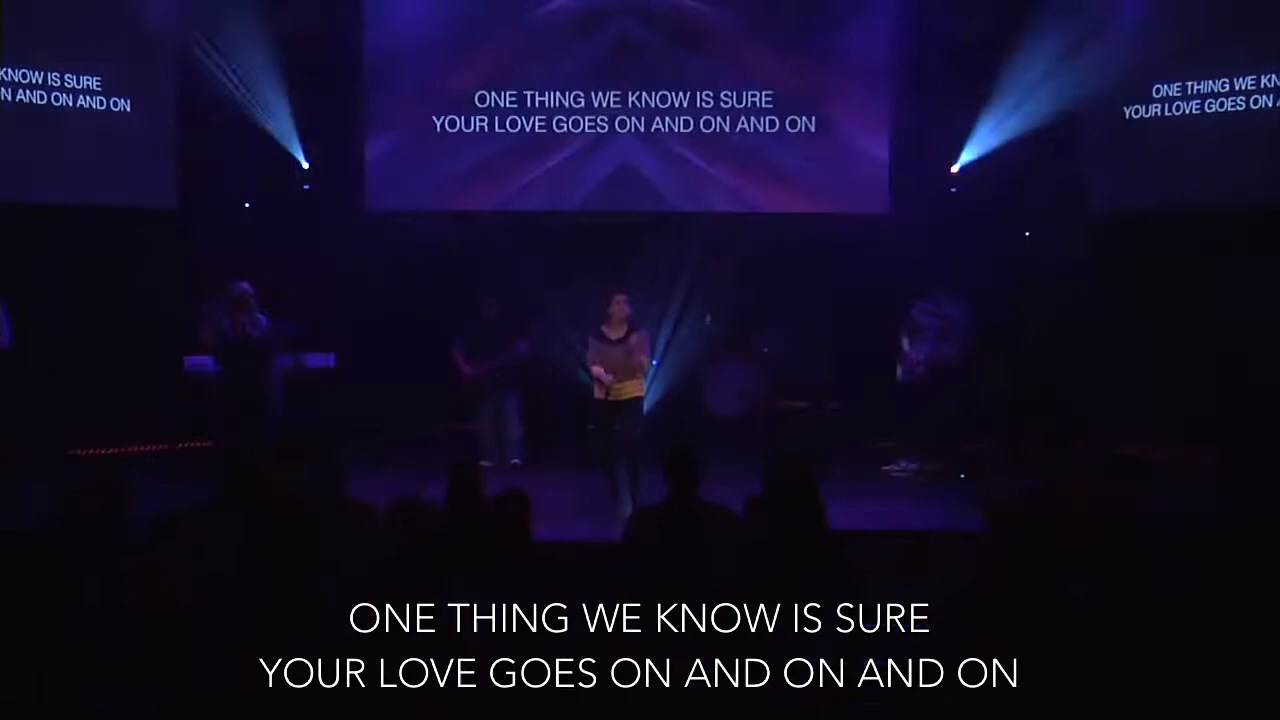 KNOW IS SURE
N AND ON AND ON
ONE THING WE KNOW IS SURE
YOUR LOVE GOES ON AND ON AND ON
ONE THING WE KN
YOUR LOVE GOES ON
ONE THING WE KNOW IS SURE
YOUR LOVE GOES ON AND ON AND ON